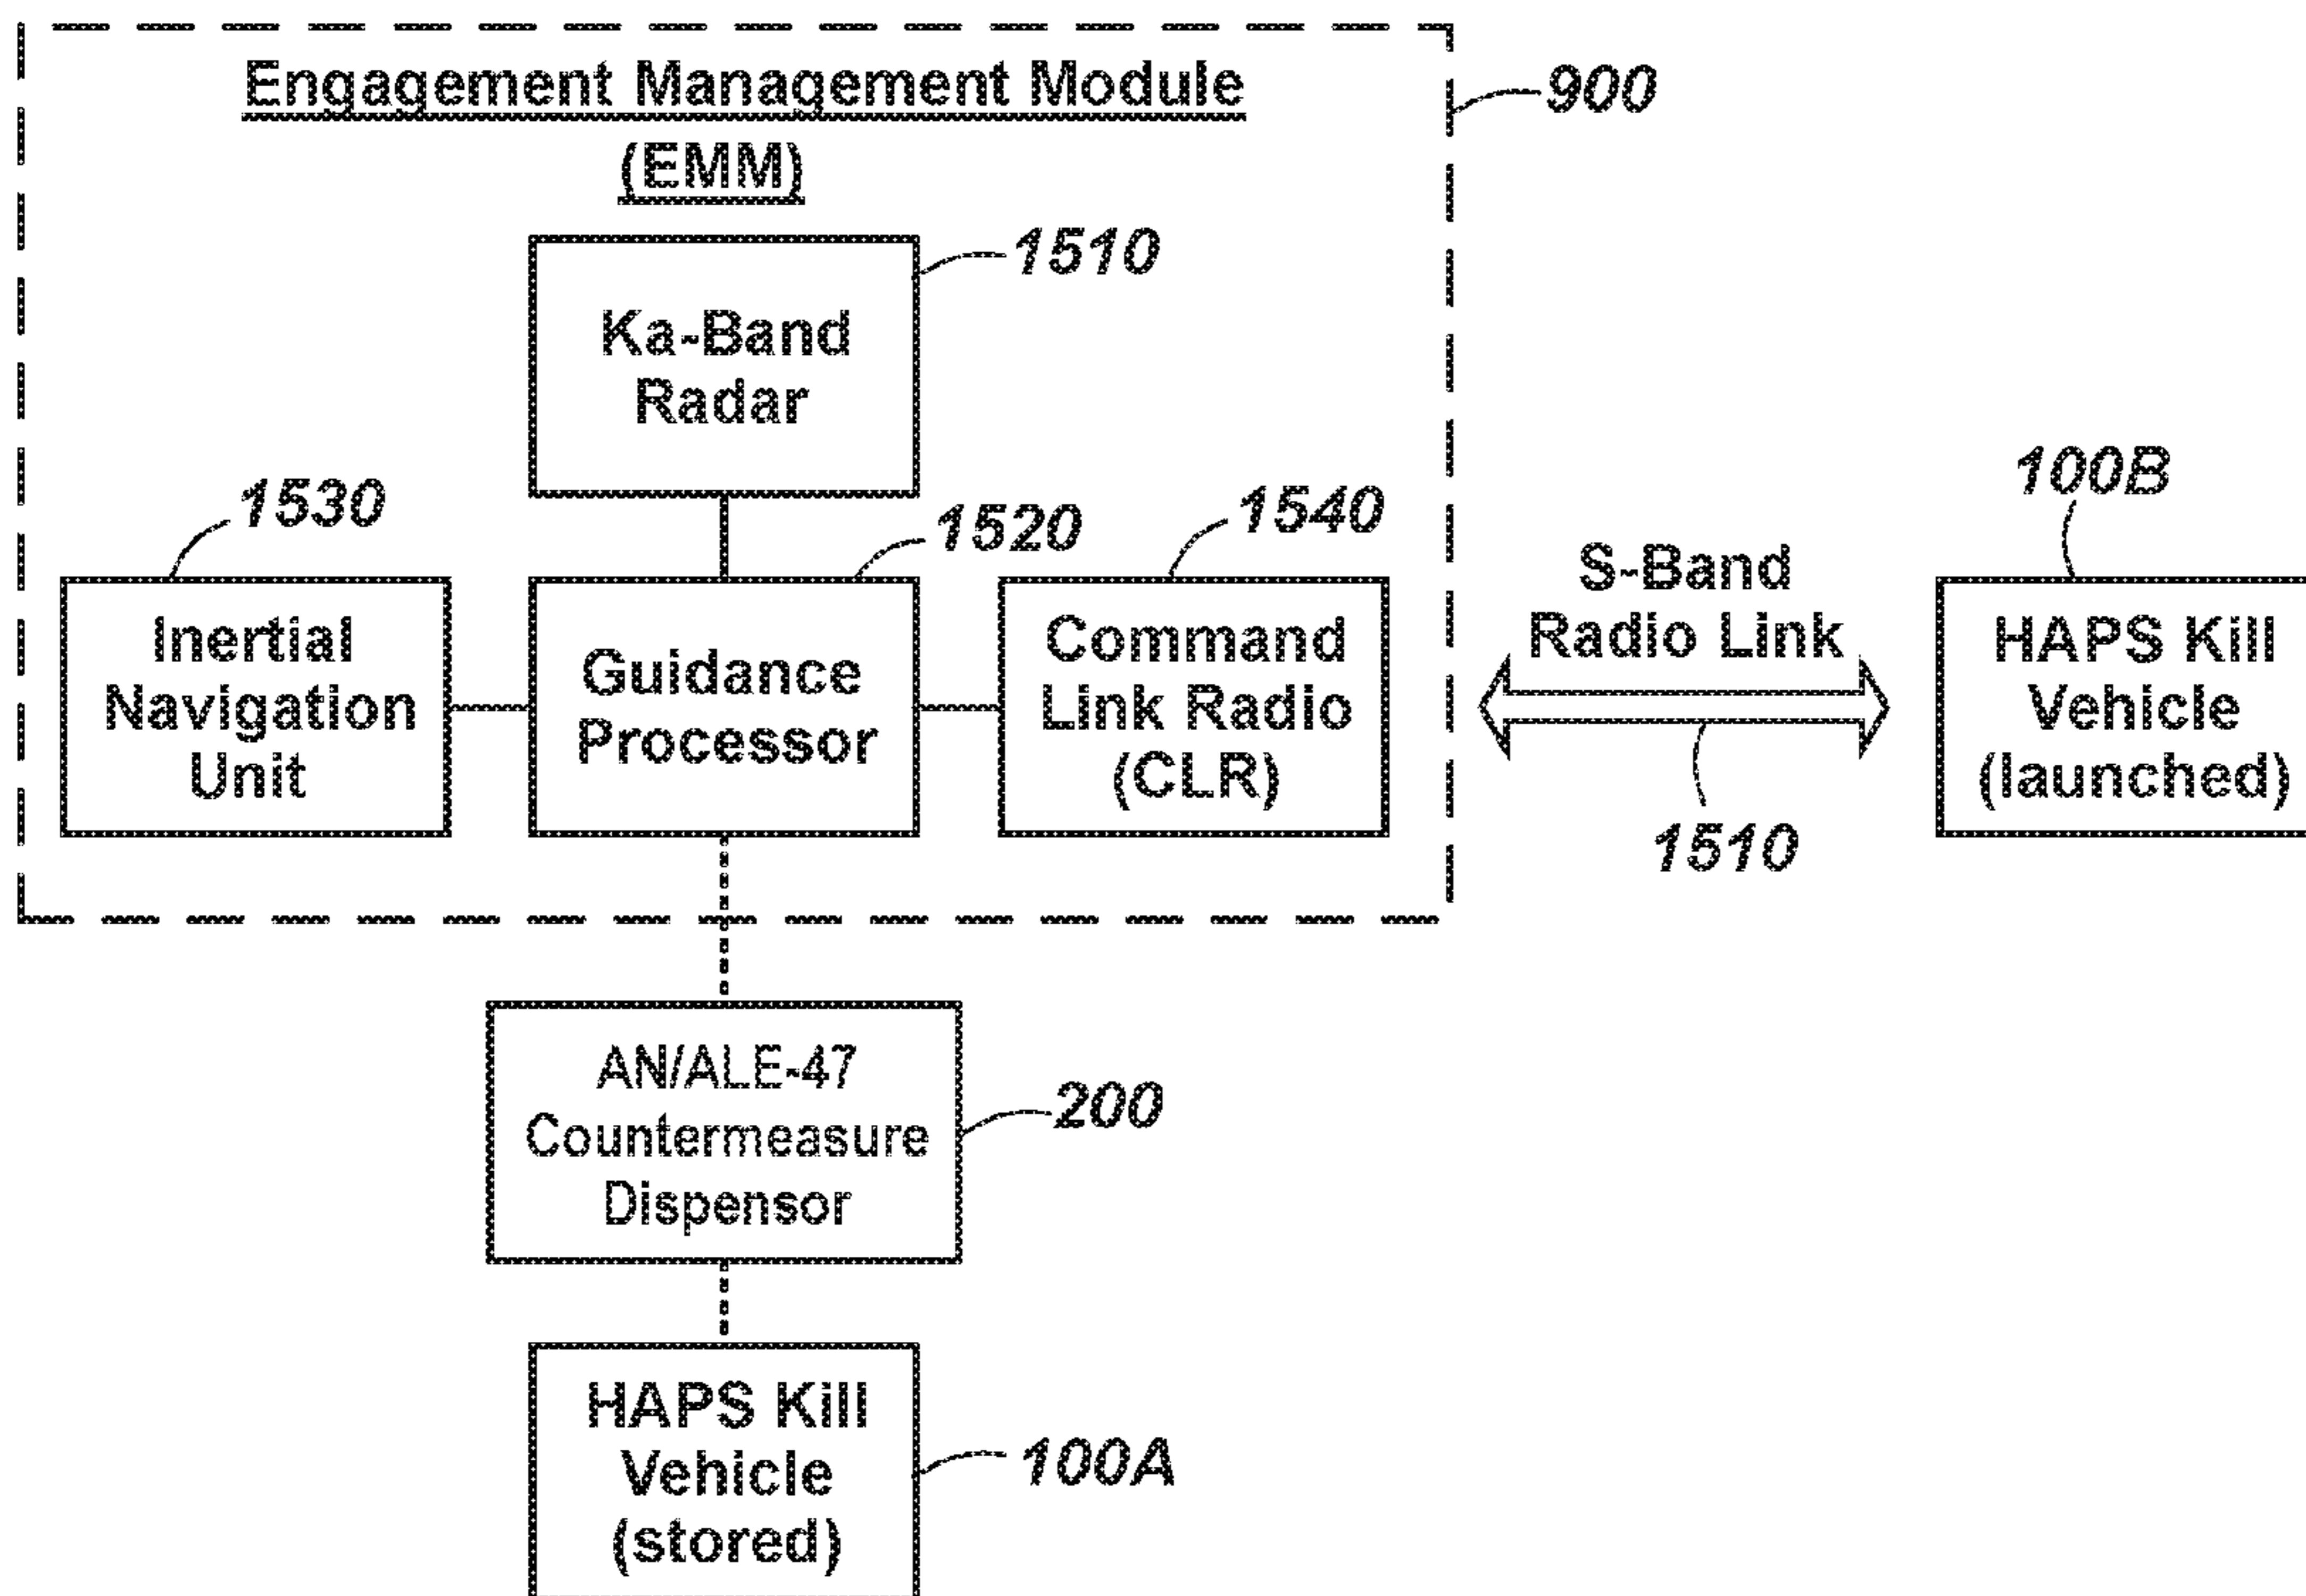 Engagement Management Module
(EMM)
900
1510
Ka-Band
Radar
1530
1520
1540
100B
Inertial
Navigation
Unit
Guidance
Processor
Command
Link Radio
(CLR)
S-Band
Radio Link
1510
HAPS Kill
Vehicle
(launched)
AN/ALE-47
Countermeasure
Dispensor
200
HAPS Kill
Vehicle
(stored)
100A